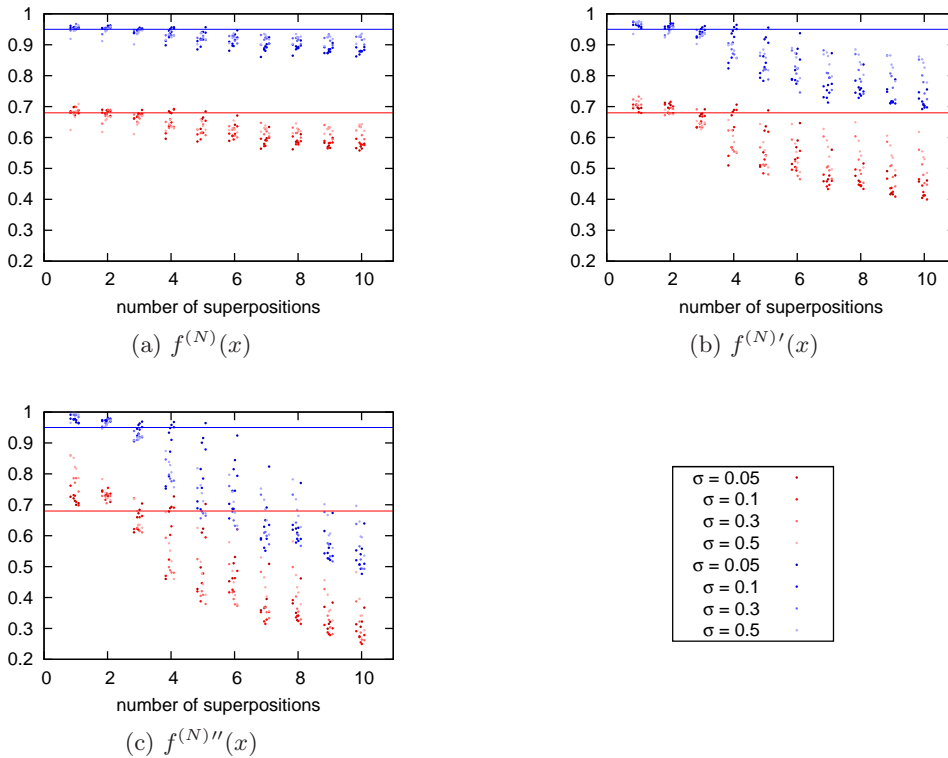 1
0.9
0.8
0.7
0.6
0.5
0.4
0.3
0.2
0 2 4 6 8 10
number of superpositions
(a) f^{(N)}(x)
1
0.9
0.8
0.7
0.6
0.5
0.4
0.3
0.2
0 2 4 6 8 10
number of superpositions
(b) f^{(N)′}(x)
1
0.9
0.8
0.7
0.6
0.5
0.4
0.3
0.2
0 2 4 6 8 10
number of superpositions
(c) f^{(N)′′}(x)
σ = 0.05
σ = 0.1
σ = 0.3
σ = 0.5
σ = 0.05
σ = 0.1
σ = 0.3
σ = 0.5